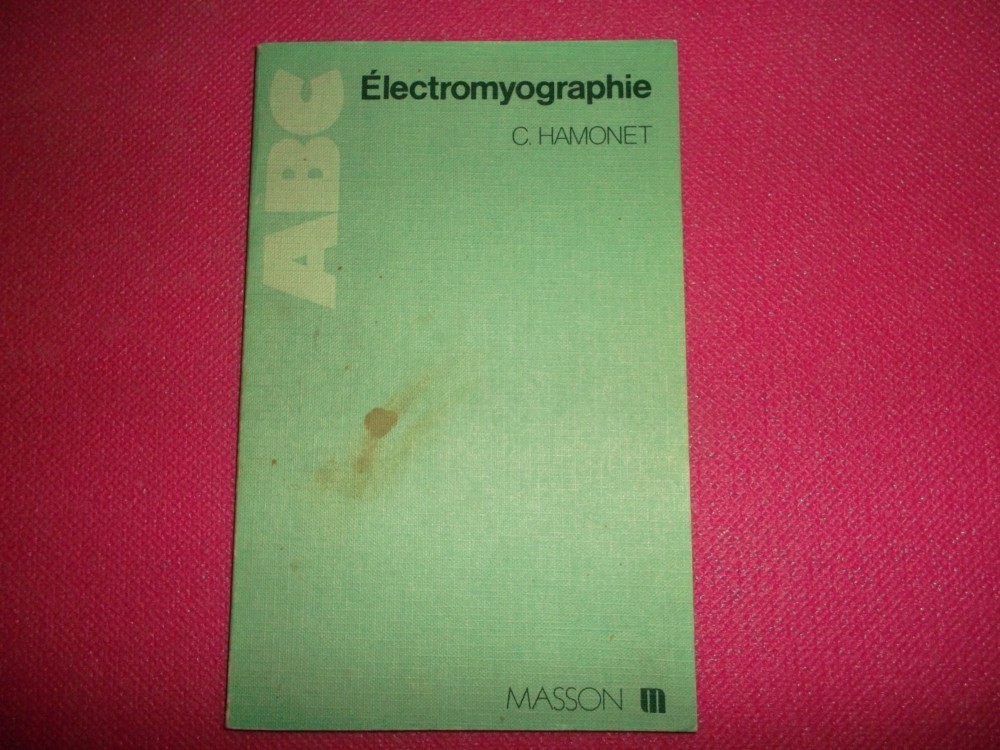 ABC
Électromyographie
C. HAMONET
MASSON m